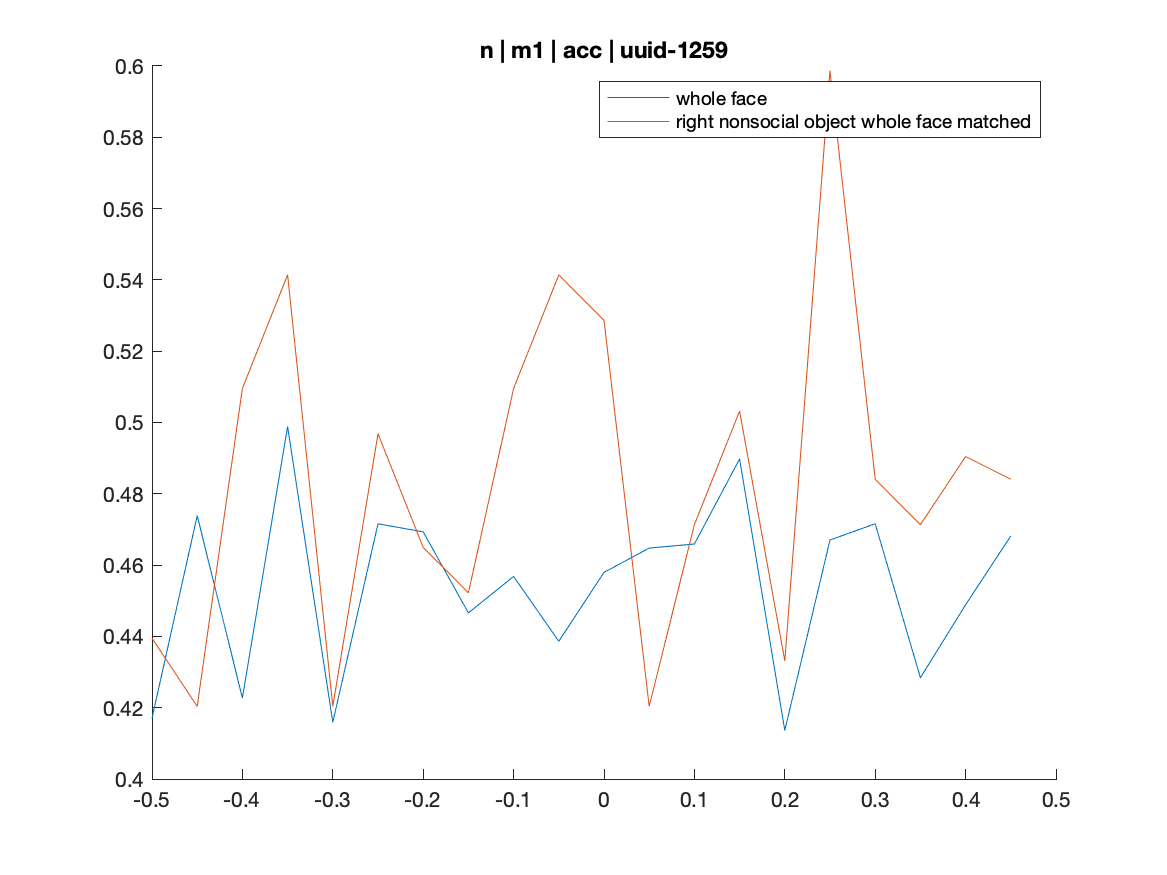 n | m1 | acc | uuid-1259
whole face
right nonsocial object whole face matched
0.6
0.58
0.56
0.54
0.52
0.5
0.48
0.46
0.44
0.42
0.4
-0.5 -0.4 -0.3 -0.2 -0.1 0 0.1 0.2 0.3 0.4 0.5